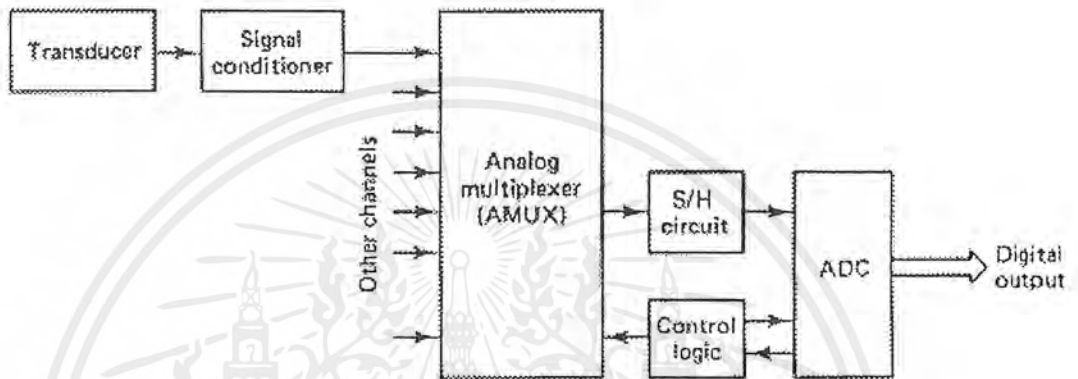 Transducer
Signal
conditioner
Other channels
Analog
multiplexer
(AMUX)
S/H
circuit
Control
logic
ADC
Digital
output